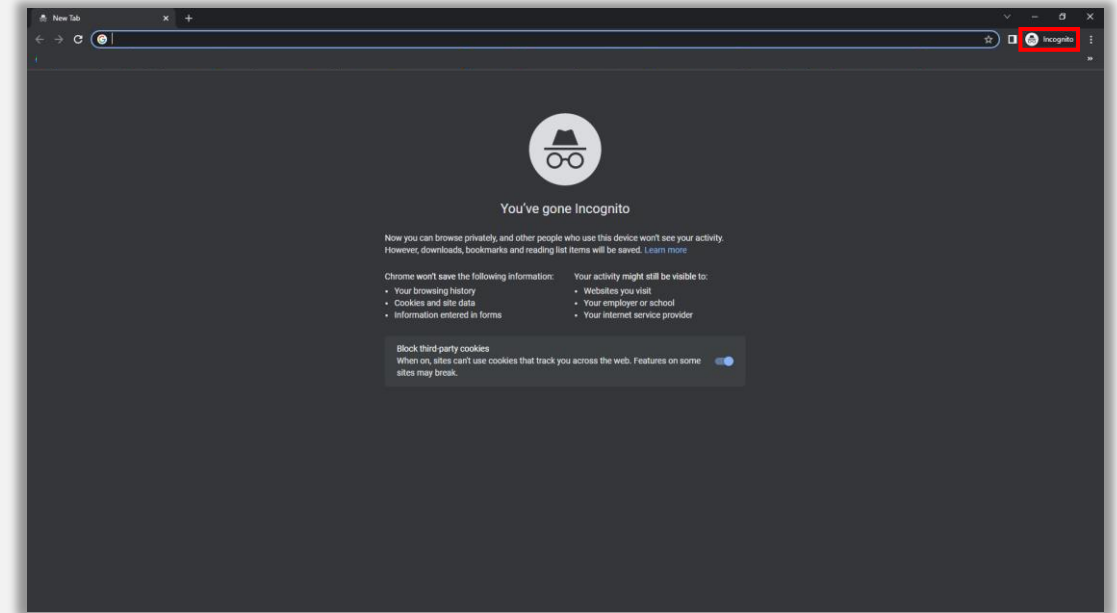 New Tab
Incognito
You've gone Incognito
Now you can browse privately, and other people who use this device won't see your activity.
However, downloads, bookmarks and reading list items will be saved. Learn more
Chrome won't save the following information:
• Your browsing history
• Cookies and site data
• Information entered in forms
Your activity might still be visible to:
• Websites you visit
• Your employer or school
• Your internet service provider
Block third-party cookies
When on, sites can't use cookies that track you across the web. Features on some
sites may break.